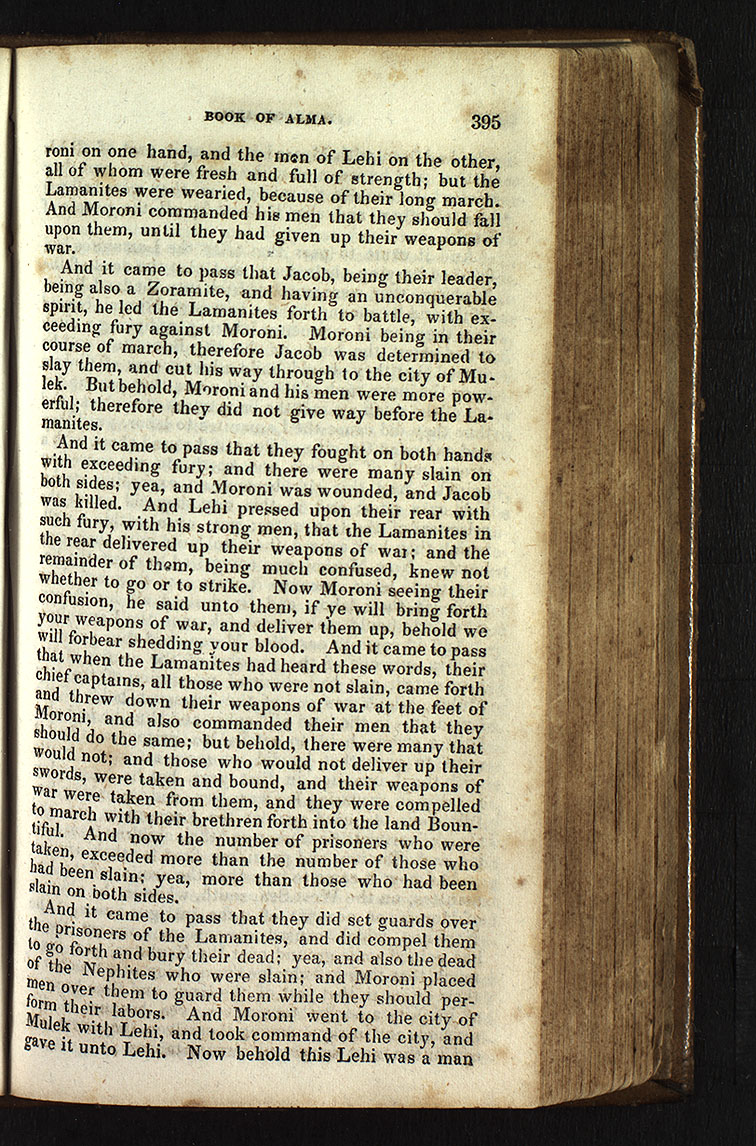 BOOK OF ALMA. 395
roni on one hand, and the men of Lehi on the other,
all of whom were fresh and full of strength; but the
Lamanites were wearied, because of their long march.
And Moroni commanded his men that they should fall
upon them, until they had given up their weapons of
war.
And it came to pass that Jacob, being their leader,
being also a Zoramite, and having an unconquerable
spirit, he led the Lamanites forth to battle, with ex-
ceeding fury against Moroni. Moroni being in their
course of march, therefore Jacob was determined to
slay them, and cut his way through to the city of Mu-
lek. But behold, Moroni and his men were more pow-
erful; therefore they did not give way before the La-
manites.
And it came to pass that they fought on both hands
with exceeding fury; and there were many slain on
both sides; yea, and Moroni was wounded, and Jacob
was killed. And Lehi pressed upon their rear with
such fury, with his strong men, that the Lamanites in
the rear delivered up their weapons of war; and the
remainder of them, being much confused, knew not
whether to go or to strike. Now Moroni seeing their
confusion, he said unto them, if ye will bring forth
your weapons of war, and deliver them up, behold we
will forbear shedding your blood. And it came to pass
that when the Lamanites had heard these words, their
chief captains, all those who were not slain, came forth
and threw down their weapons of war at the feet of
Moroni, and also commanded their men that they
should do the same; but behold, there were many that
would not; and those who would not deliver up their
swords, were taken and bound, and their weapons of
war were taken from them, and they were compelled
to march with their brethren forth into the land Boun-
tiful. And now the number of prisoners who were
taken, exceeded more than the number of those who
had been slain; yea, more than those who had been
slain on both sides.
And it came to pass that they did set guards over
the prisoners of the Lamanites, and did compel them
to go forth and bury their dead; yea, and also the dead
of the Nephites who were slain; and Moroni placed
men over them to guard them while they should per-
form their labors. And Moroni went to the city of
Mulek with Lehi, and took command of the city, and
gave it unto Lehi. Now behold this Lehi was a man